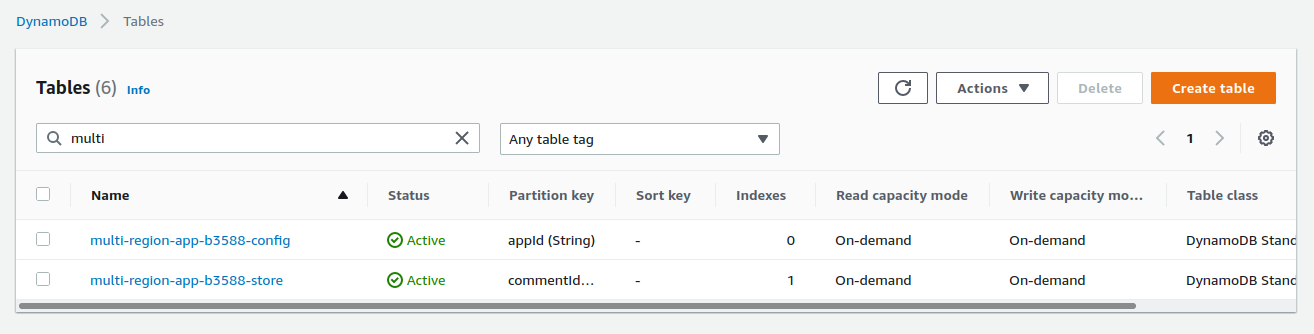 DynamoDB > Tables
Tables (6) Info Actions Delete Create table
multi Any table tag 1
Name Status Partition key Sort key Indexes Read capacity mode Write capacity mo... Table class
multi-region-app-b3588-config Active appId (String) - 0 On-demand On-demand DynamoDB Stand
multi-region-app-b3588-store Active commentId... - 1 On-demand On-demand DynamoDB Stand